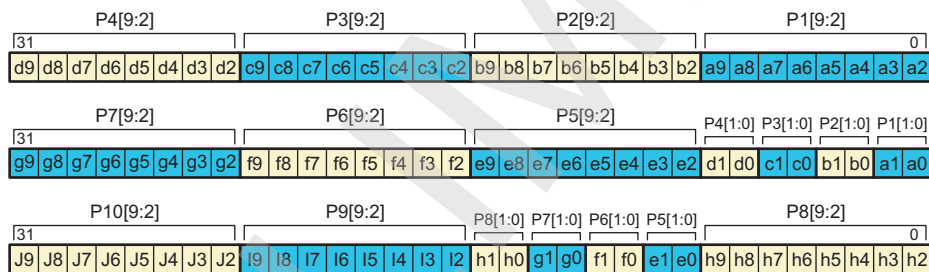 P4[9:2] P3[9:2] P2[9:2] P1[9:2]
31 0
d9 d8 d7 d6 d5 d4 d3 d2 c9 c8 c7 c6 c5 c4 c3 c2 b9 b8 b7 b6 b5 b4 b3 b2 a9 a8 a7 a6 a5 a4 a3 a2
P7[9:2] P6[9:2] P5[9:2] P4[1:0] P3[1:0] P2[1:0] P1[1:0]
31
g9 g8 g7 g6 g5 g4 g3 g2 f9 f8 f7 f6 f5 f4 f3 f2 e9 e8 e7 e6 e5 e4 e3 e2 d1 d0 c1 c0 b1 b0 a1 a0
P10[9:2] P9[9:2] P8[1:0] P7[1:0] P6[1:0] P5[1:0] P8[9:2]
31 0
J9 J8 J7 J6 J5 J4 J3 J2 I9 I8 I7 I6 I5 I4 I3 I2 h1 h0 g1 g0 f1 f0 e1 e0 h9 h8 h7 h6 h5 h4 h3 h2